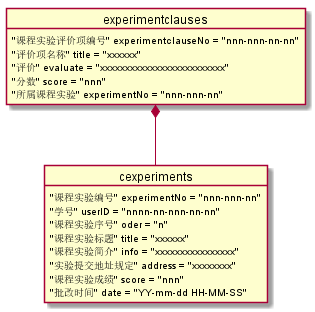 experimentclauses
"课程实验评价项编号" experimentclauseNo = "nnn-nnn-nn-nn"
"评价项名称" title = "xxxxxx"
"评价" evaluate = "xxxxxxxxxxxxxxxxxxxxxxxxx"
"分数" score = "nnn"
"所属课程实验" experimentNo = "nnn-nnn-nn"
cexperiments
"课程实验编号" experimentNo = "nnn-nnn-nn"
"学号" userID = "nnnn-nn-nnn-nn-nn"
"课程实验序号" oder = "n"
"课程实验标题" title = "xxxxxx"
"课程实验简介" info = "xxxxxxxxxxxxxxxx"
"实验提交地址规定" address = "xxxxxxxx"
"课程实验成绩" score = "nnn"
"批改时间" date = "YY-mm-dd HH-MM-SS"